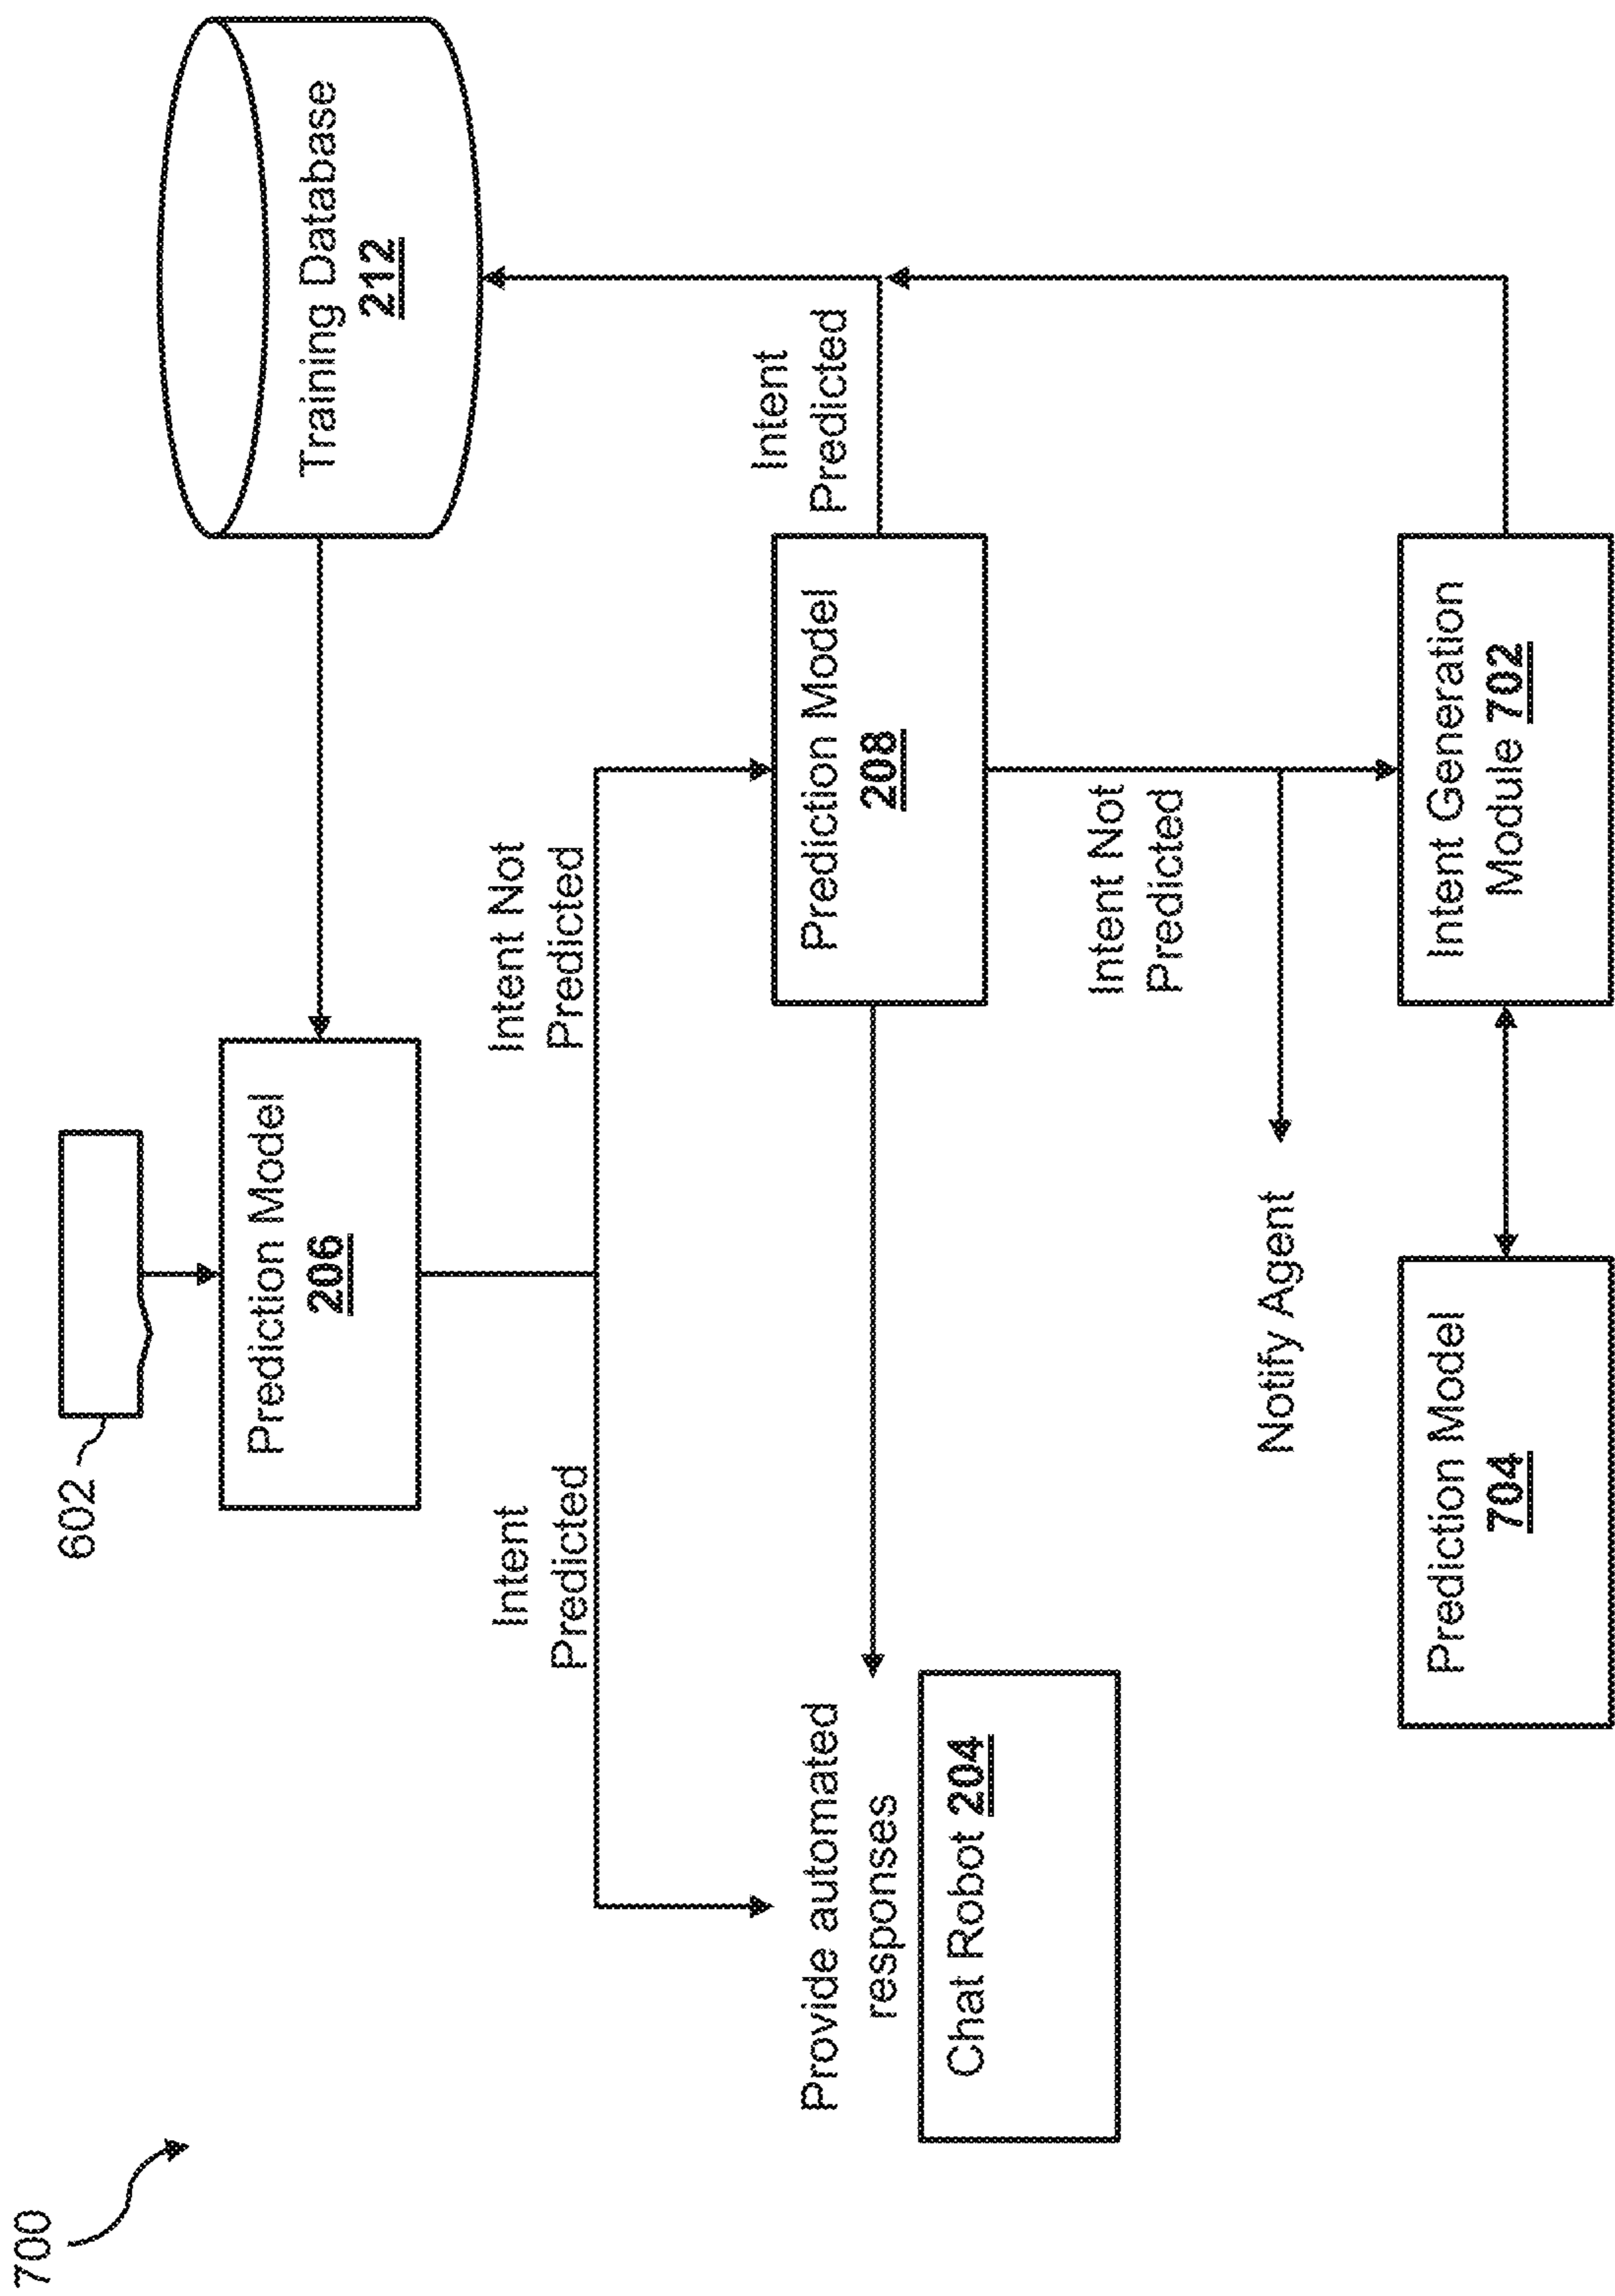 700
602
Prediction Model
206
Training Database
212
Intent
Predicted
Intent Not
Predicted
Provide automated
responses
Chat Robot 204
Prediction Model
208
Intent
Predicted
Intent Not
Predicted
Notify Agent
Prediction Model
704
Intent Generation
Module 702